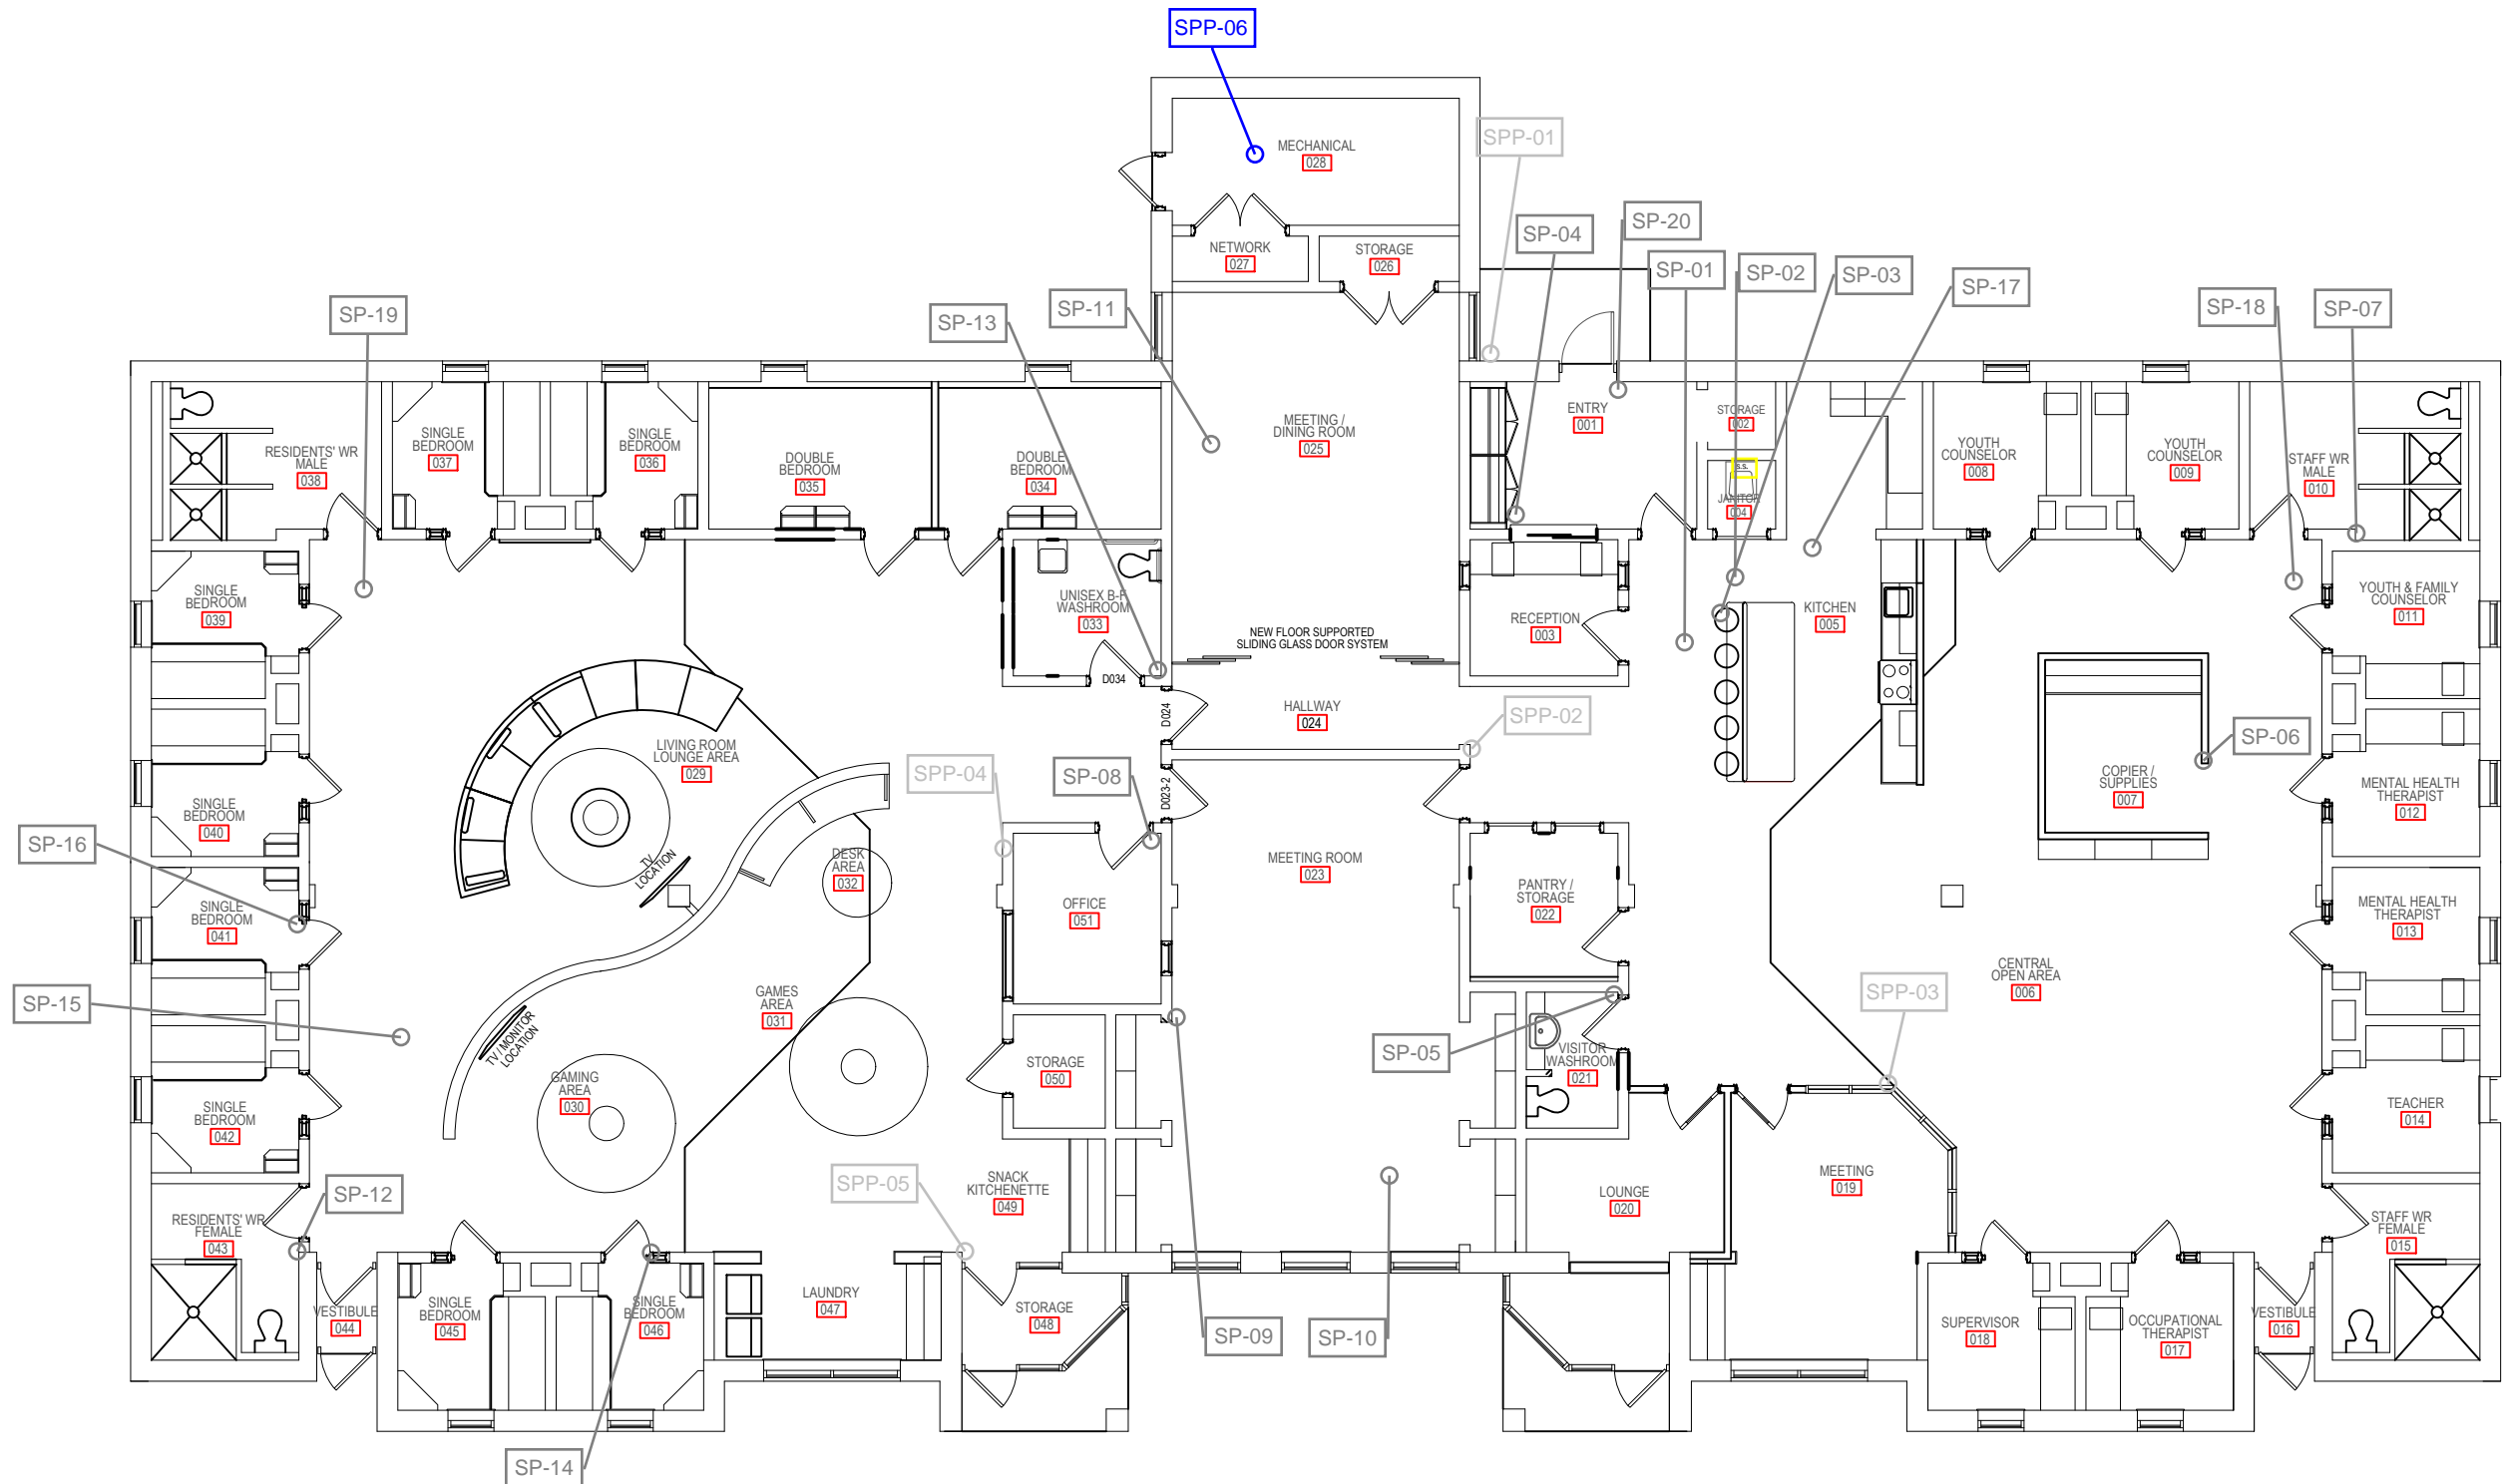 SPP-06
SPP-01
MECHANICAL
028
SP-20
SP-04
NETWORK
027
STORAGE
026
SP-01
SP-02
SP-03
SP-17
SP-18
SP-07
SP-11
SP-13
SP-19
RESIDENTS' WR
MALE
038
SINGLE
BEDROOM
037
SINGLE
BEDROOM
036
DOUBLE
BEDROOM
035
DOUBLE
BEDROOM
034
MEETING /
DINING ROOM
025
ENTRY
001
STORAGE
002
S.S.
JANITOR
004
YOUTH
COUNSELOR
008
YOUTH
COUNSELOR
009
STAFF WR
MALE
010
SINGLE
BEDROOM
039
UNISEX B-F
WASHROOM
033
NEW FLOOR SUPPORTED
SLIDING GLASS DOOR SYSTEM
RECEPTION
003
KITCHEN
005
YOUTH & FAMILY
COUNSELOR
011
D034
D024
HALLWAY
024
SPP-02
LIVING ROOM
LOUNGE AREA
029
SPP-04
SP-08
D023-2
SP-06
COPIER /
SUPPLIES
007
MENTAL HEALTH
THERAPIST
012
SINGLE
BEDROOM
040
SP-16
TV
LOCATION
DESK
AREA
032
MEETING ROOM
023
PANTRY /
STORAGE
022
OFFICE
051
SINGLE
BEDROOM
041
MENTAL HEALTH
THERAPIST
013
CENTRAL
OPEN AREA
006
SP-15
GAMES
AREA
031
SPP-03
TV / MONITOR
LOCATION
SP-05
VISITOR
WASHROOM
021
STORAGE
050
GAMING
AREA
030
SINGLE
BEDROOM
042
TEACHER
014
SP-12
SPP-05
SNACK
KITCHENETTE
049
LOUNGE
020
MEETING
019
RESIDENTS' WR
FEMALE
043
STAFF WR
FEMALE
015
VESTIBULE
044
SINGLE
BEDROOM
045
SINGLE
BEDROOM
046
LAUNDRY
047
STORAGE
048
SP-09
SP-10
SUPERVISOR
018
OCCUPATIONAL
THERAPIST
017
VESTIBULE
016
SP-14